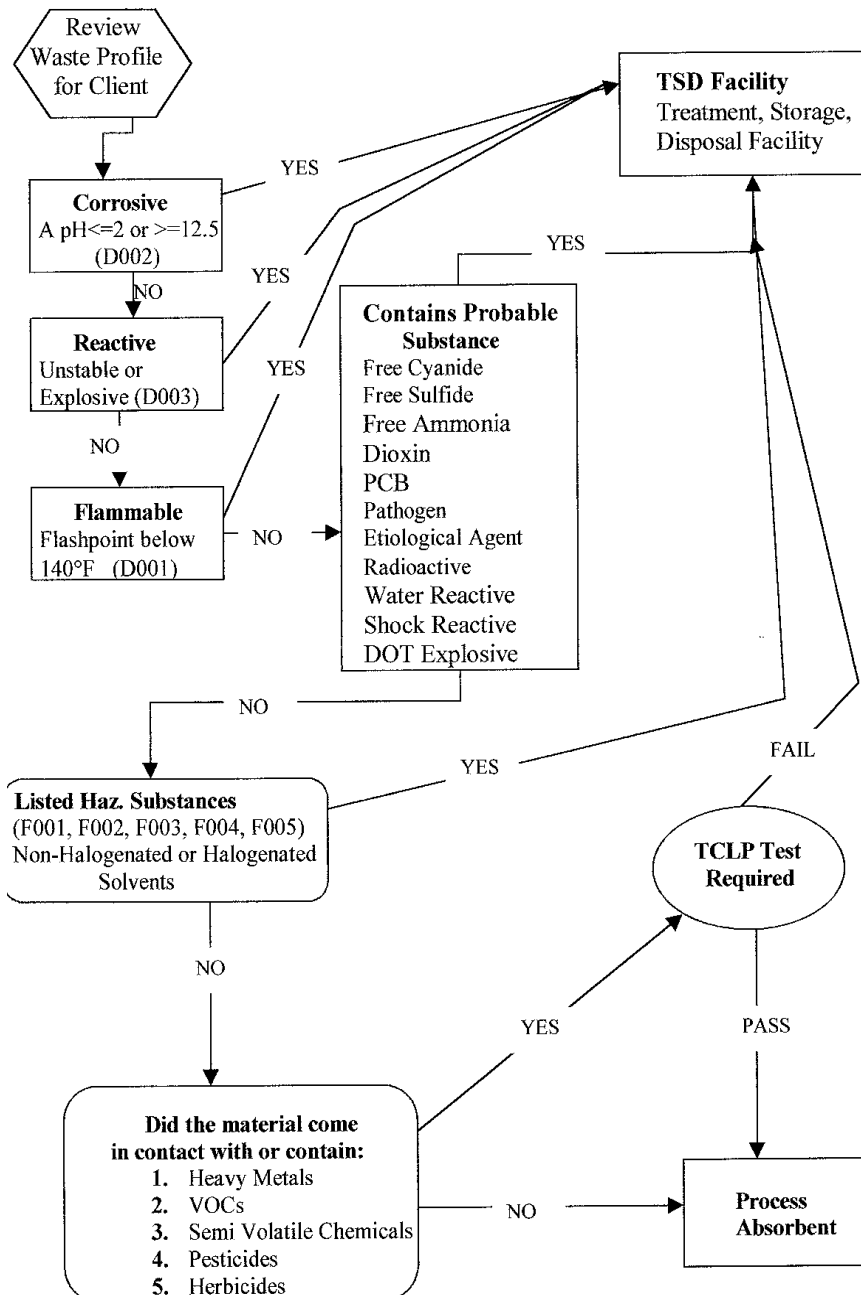 Review
Waste Profile
for Client
TSD Facility
Treatment, Storage,
Disposal Facility
YES
Corrosive
A pH<=2 or >=12.5
(D002)
YES
YES
NO
Reactive
Unstable or
Explosive (D003)
YES
NO
Flammable
Flashpoint below
140°F (D001)
NO
Contains Probable
Substance
Free Cyanide
Free Sulfide
Free Ammonia
Dioxin
PCB
Pathogen
Etiological Agent
Radioactive
Water Reactive
Shock Reactive
DOT Explosive
NO
YES
FAIL
Listed Haz. Substances
(F001, F002, F003, F004, F005)
Non-Halogenated or Halogenated
Solvents
TCLP Test
Required
NO
YES
PASS
Did the material come
in contact with or contain:
1. Heavy Metals
2. VOCs
3. Semi Volatile Chemicals
4. Pesticides
5. Herbicides
NO
Process
Absorbent